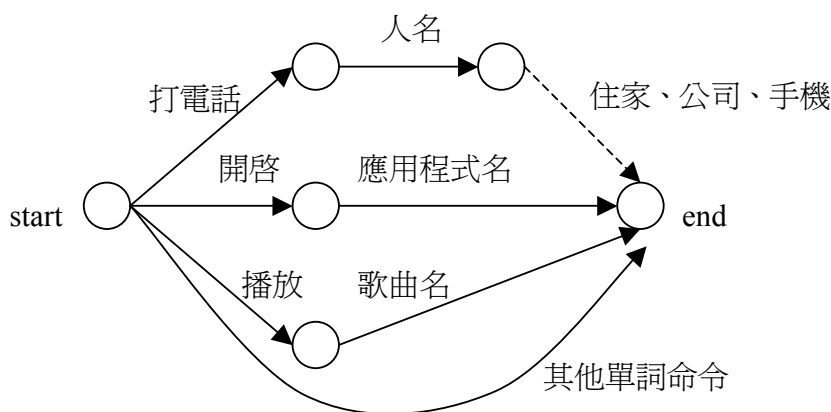 人名
打電話
住家、公司、手機
開啓
應用程式名
start
end
播放
歌曲名
其他單詞命令